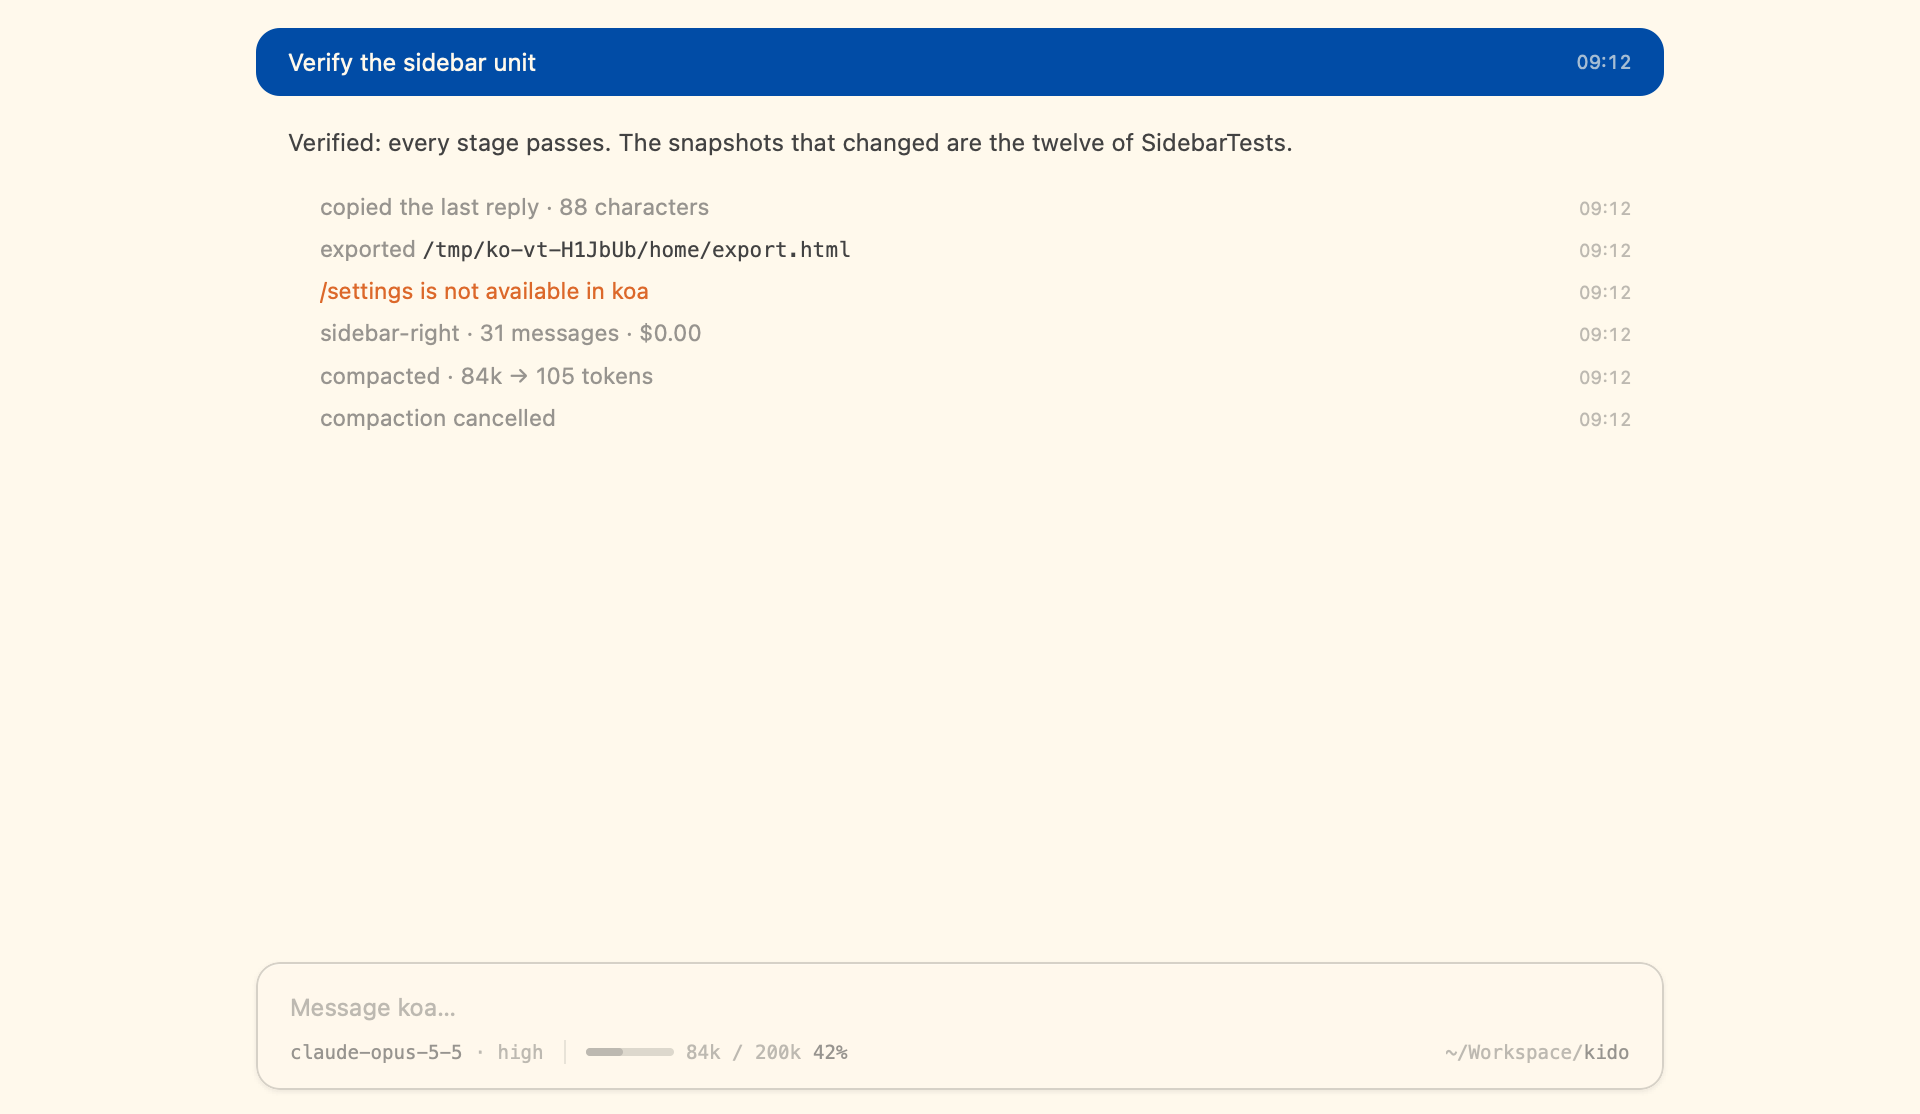 Verify the sidebar unit 09:12
Verified: every stage passes. The snapshots that changed are the twelve of SidebarTests.
copied the last reply · 88 characters 09:12
exported /tmp/ko-vt-H1JbUb/home/export.html 09:12
/settings is not available in koa 09:12
sidebar-right · 31 messages · $0.00 09:12
compacted · 84k → 105 tokens 09:12
compaction cancelled 09:12
Message koa...
claude-opus-5-5 · high 84k / 200k 42% ~/Workspace/kido